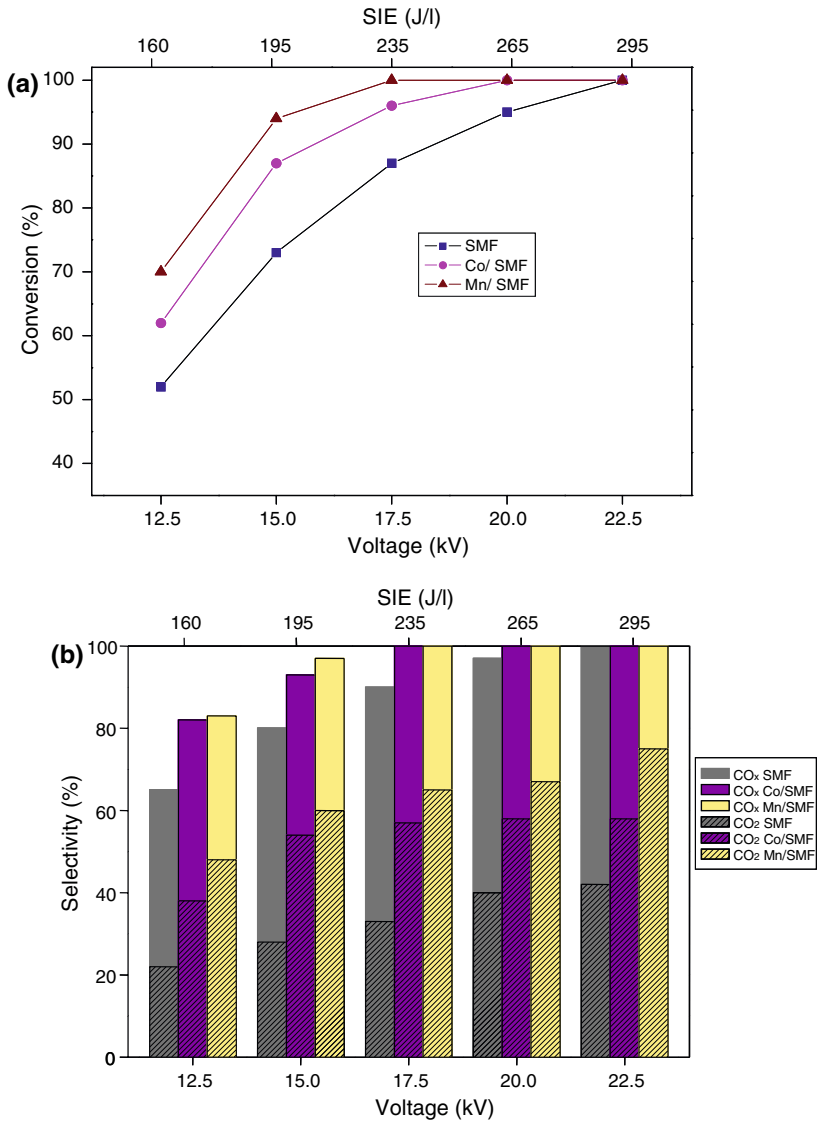 SIE (J/l)
160 195 235 265 295
(a)
100
90
80
70
60
50
40
Conversion (%)
SMF
Co/ SMF
Mn/ SMF
12.5 15.0 17.5 20.0 22.5
Voltage (kV)
SIE (J/l)
160 195 235 265 295
(b)
100
80
60
40
20
0
Selectivity (%)
COx SMF
COx Co/SMF
COx Mn/SMF
CO2 SMF
CO2 Co/SMF
CO2 Mn/SMF
12.5 15.0 17.5 20.0 22.5
Voltage (kV)